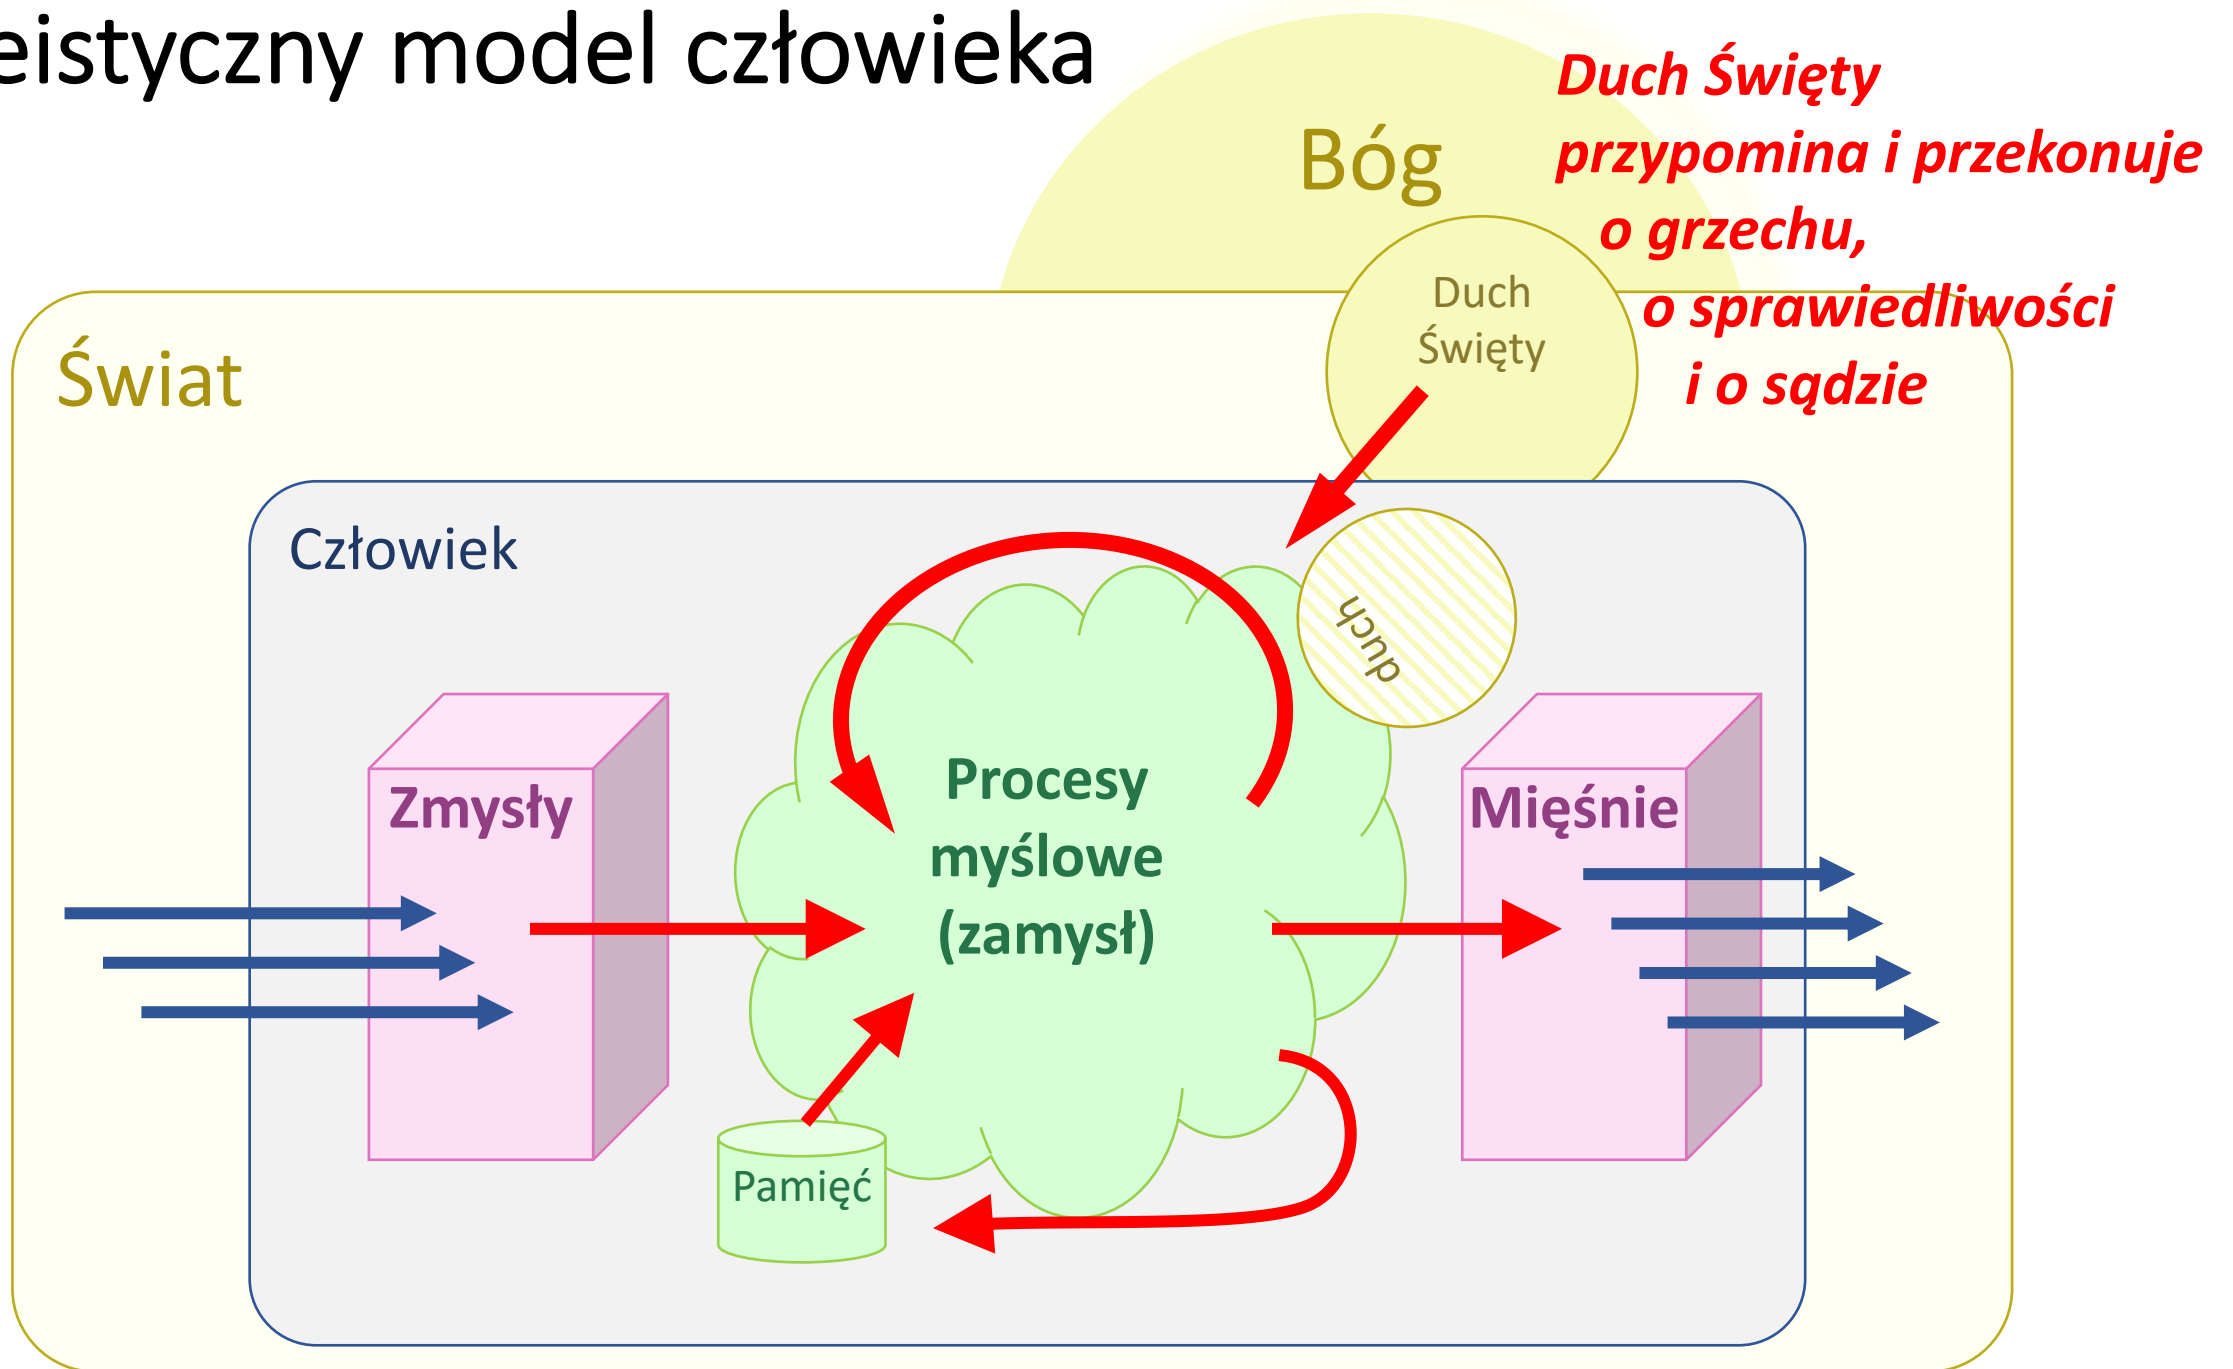 eistyczny model człowieka
Duch Święty
przypomina i przekonuje
o grzechu,
o sprawiedliwości
i o sądzie
Bóg
Duch
Święty
Świat
Człowiek
duch
Zmysły
Procesy
myślowe
(zamysł)
Mięśnie
Pamięć